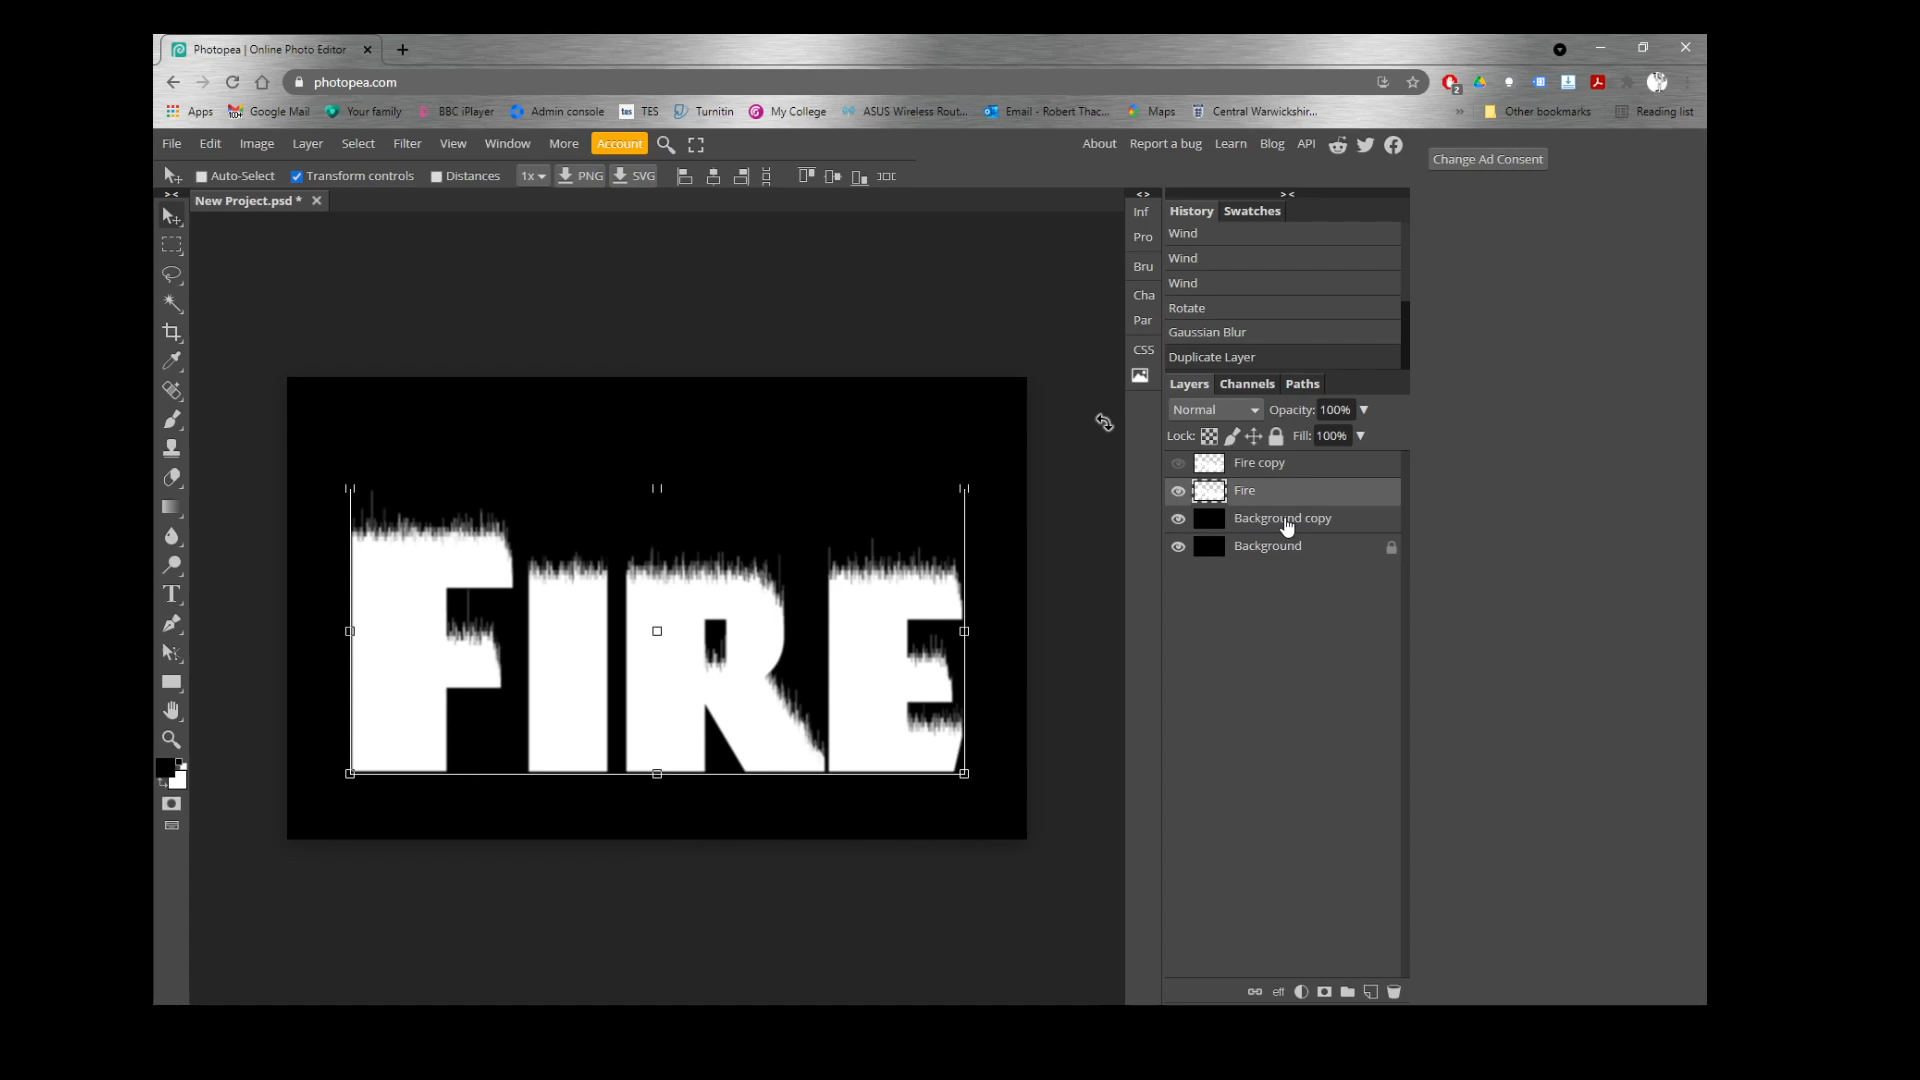 Photopea | Online Photo Editor
photopea.com
2
Apps Google Mail Your family BBC iPlayer Admin console tes TES Turnitin My College ASUS Wireless Rout... Email - Robert Thac... Maps Central Warwickshir... » Other bookmarks Reading list
File Edit Image Layer Select Filter View Window More Account About Report a bug Learn Blog API
Change Ad Consent
Auto-Select Transform controls Distances 1x PNG SVG
New Project.psd *
Inf
Pro
Bru
Cha
Par
CSS
History Swatches
Wind
Wind
Wind
Rotate
Gaussian Blur
Duplicate Layer
Layers Channels Paths
Normal Opacity: 100%
Lock: Fill: 100%
Fire copy
Fire
Background copy
Background
eff
FIRE